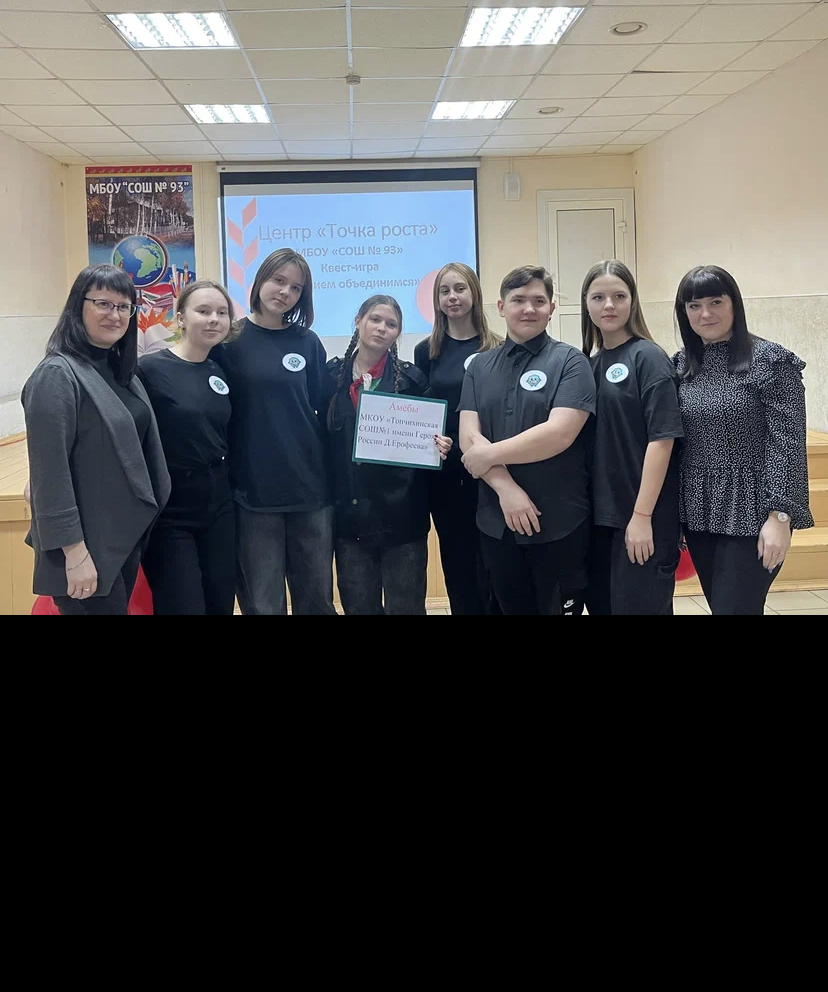 МБОУ "СОШ № 93"
Центр «Точка роста»
МБОУ «СОШ № 93»
Квест-игра
объединимся»
Амебы
МКОУ «Топчихинская
СОШ№1 имени Героя
России Д.Ерофеева»